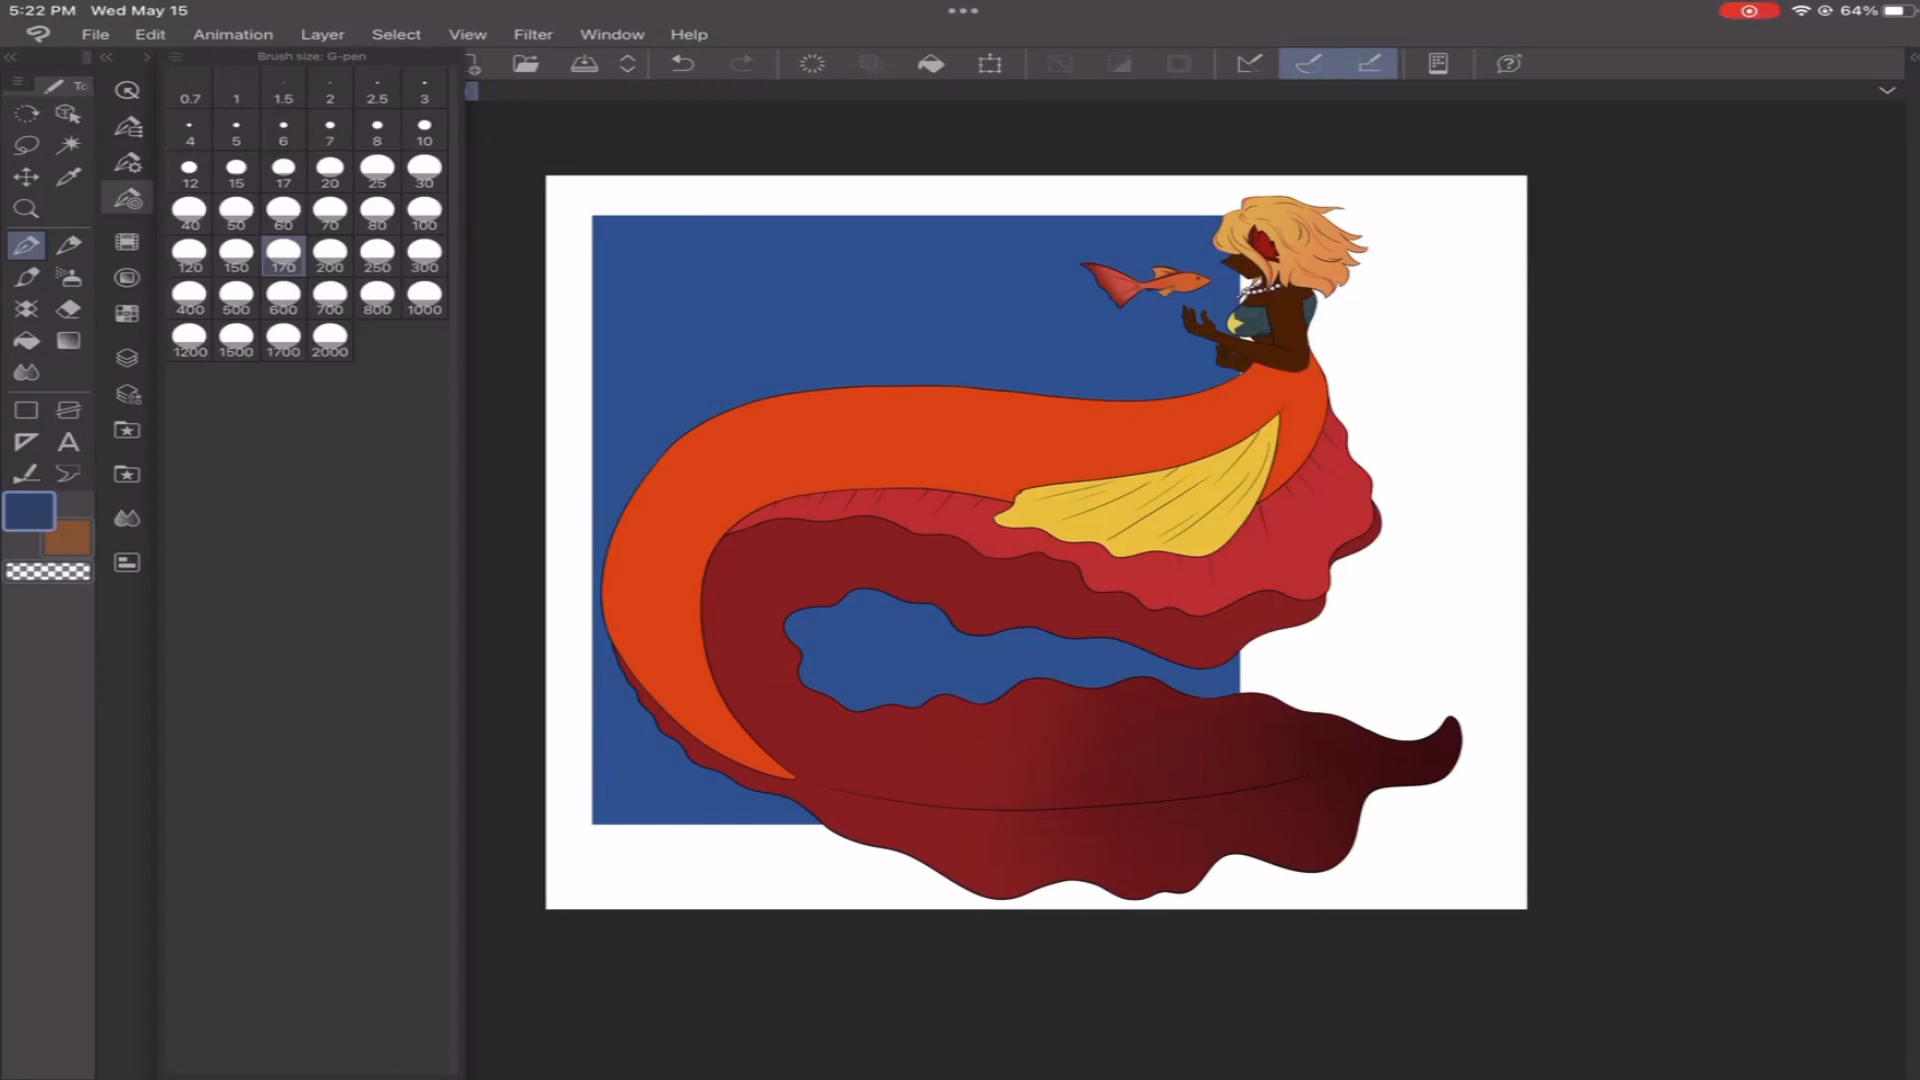 5:22 PM Wed May 15
64%
File Edit Animation Layer Select View Filter Window Help
Brush size: G-pen
To
0.7 1 1.5 2 2.5 3
4 5 6 7 8 10
12 15 17 20 25 30
40 50 60 70 80 100
120 150 170 200 250 300
400 500 600 700 800 1000
1200 1500 1700 2000